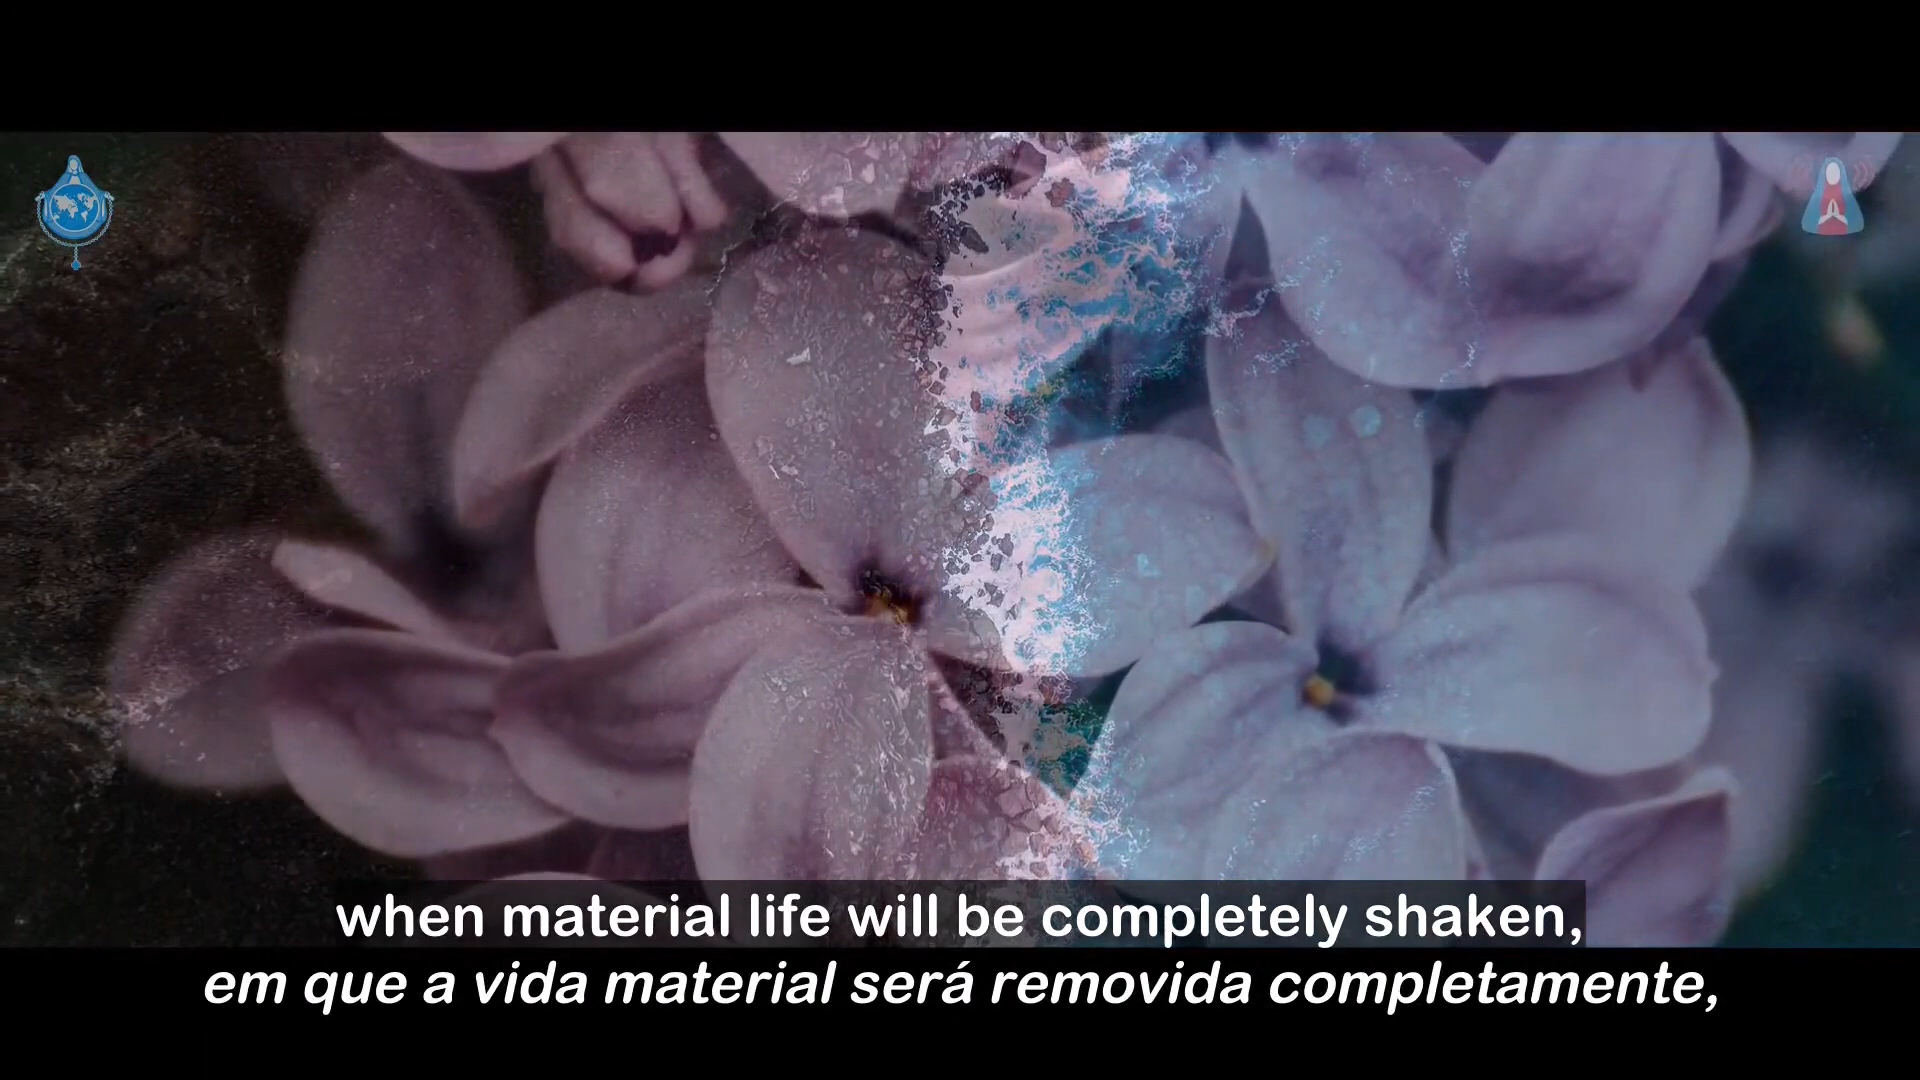 when material life will be completely shaken,
em que a vida material será removida completamente,